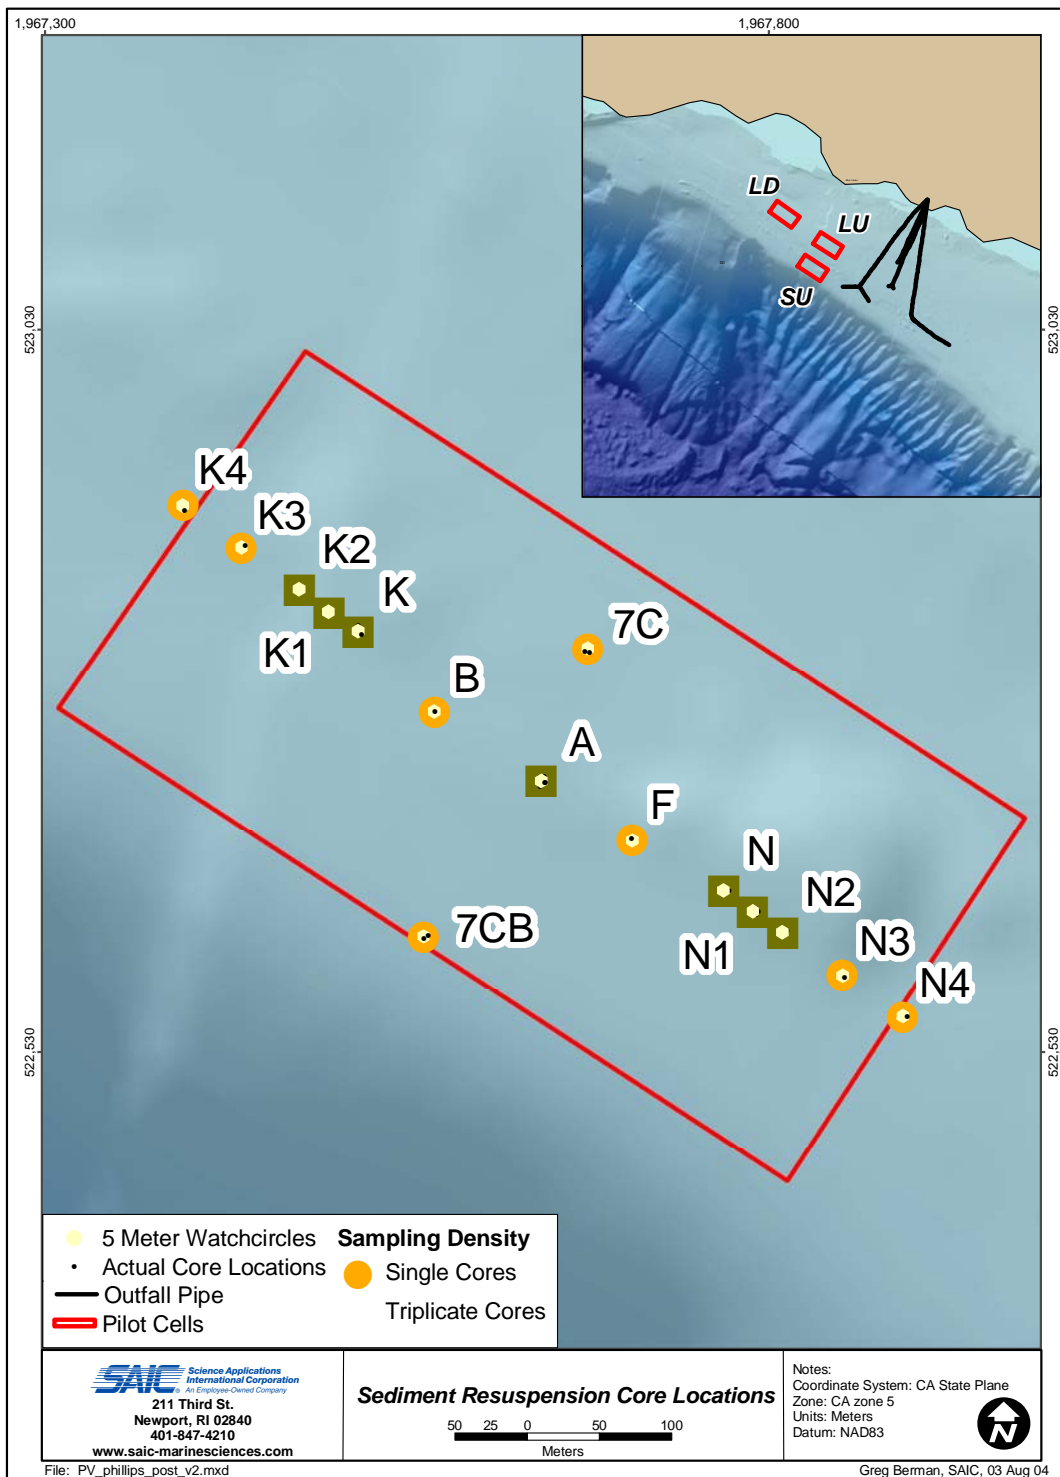 1,967,300
1,967,800
523,030
523,030
LD
LU
SU
K4
K3
K2
K
K1
7C
B
A
F
N
N2
N1
7CB
N3
N4
522,530
522,530
5 Meter Watchcircles
Actual Core Locations
Outfall Pipe
Pilot Cells
Sampling Density
Single Cores
Triplicate Cores
SAIC
Science Applications
International Corporation
An Employee-Owned Company
211 Third St.
Newport, RI 02840
401-847-4210
www.saic-marinesciences.com
Sediment Resuspension Core Locations
50 25 0 50 100
Meters
Notes:
Coordinate System: CA State Plane
Zone: CA zone 5
Units: Meters
Datum: NAD83
N
File: PV_phillips_post_v2.mxd
Greg Berman, SAIC, 03 Aug 04